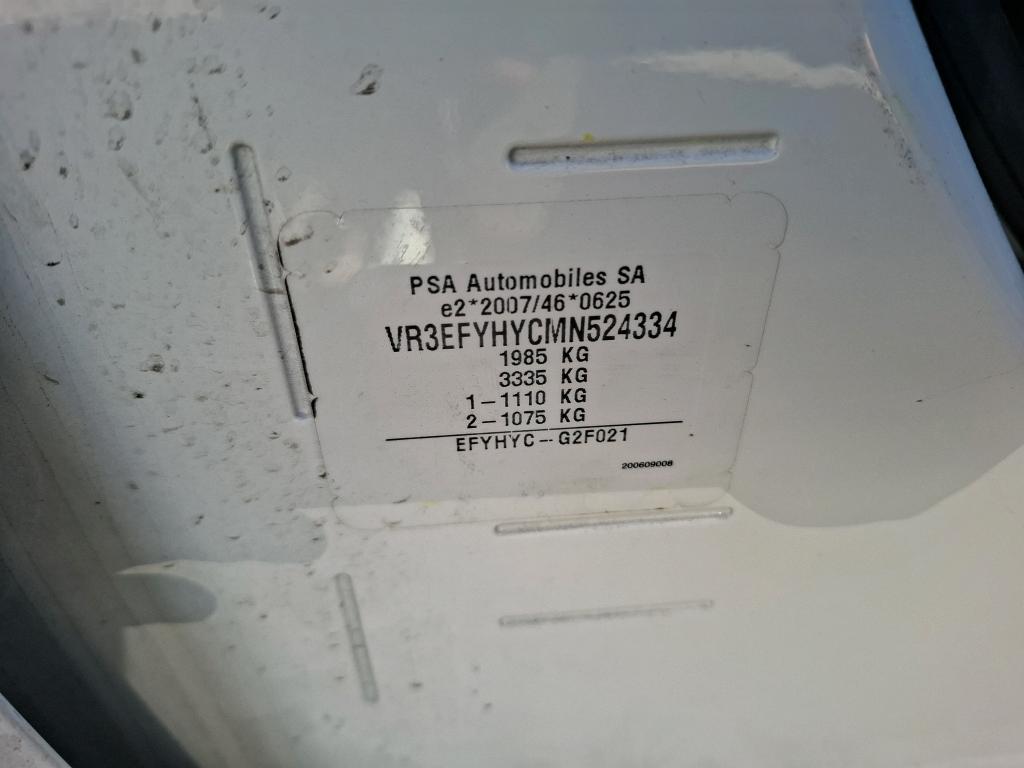 PSA Automobiles SA
e2*2007/46*0625
VR3EFYHYCMN524334
1985 KG
3335 KG
1-1110 KG
2-1075 KG
EFYHYC-G2F021
200609008